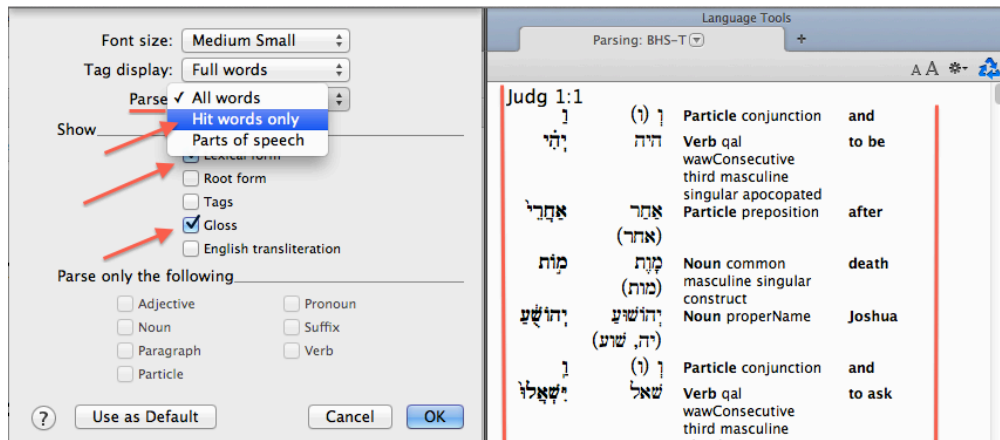 Font size: Medium Small
Tag display: Full words
Parse ✓ All words
Hit words only
Parts of speech
Show
Lexical form
Root form
Tags
Gloss
English transliteration
Parse only the following
Adjective Pronoun
Noun Suffix
Paragraph Verb
Particle
? Use as Default Cancel OK
Language Tools
Parsing: BHS-T +
A A
Judg 1:1
וַ וְ (ו) Particle conjunction and
יְהִ֗י היה Verb qal to be
wawConsecutive
third masculine
singular apocopated
אַחֲרֵי֙ אַחַר Particle preposition after
(אחר)
מ֣וֹת מָוֶת Noun common death
(מות) masculine singular
construct
יְהוֹשֻׁ֔עַ יְהוֹשׁוּעַ Noun properName Joshua
(יה, שׁוע)
וַֽ וְ (ו) Particle conjunction and
יִּשְׁאֲלוּ֙ שׁאל Verb qal to ask
wawConsecutive
third masculine